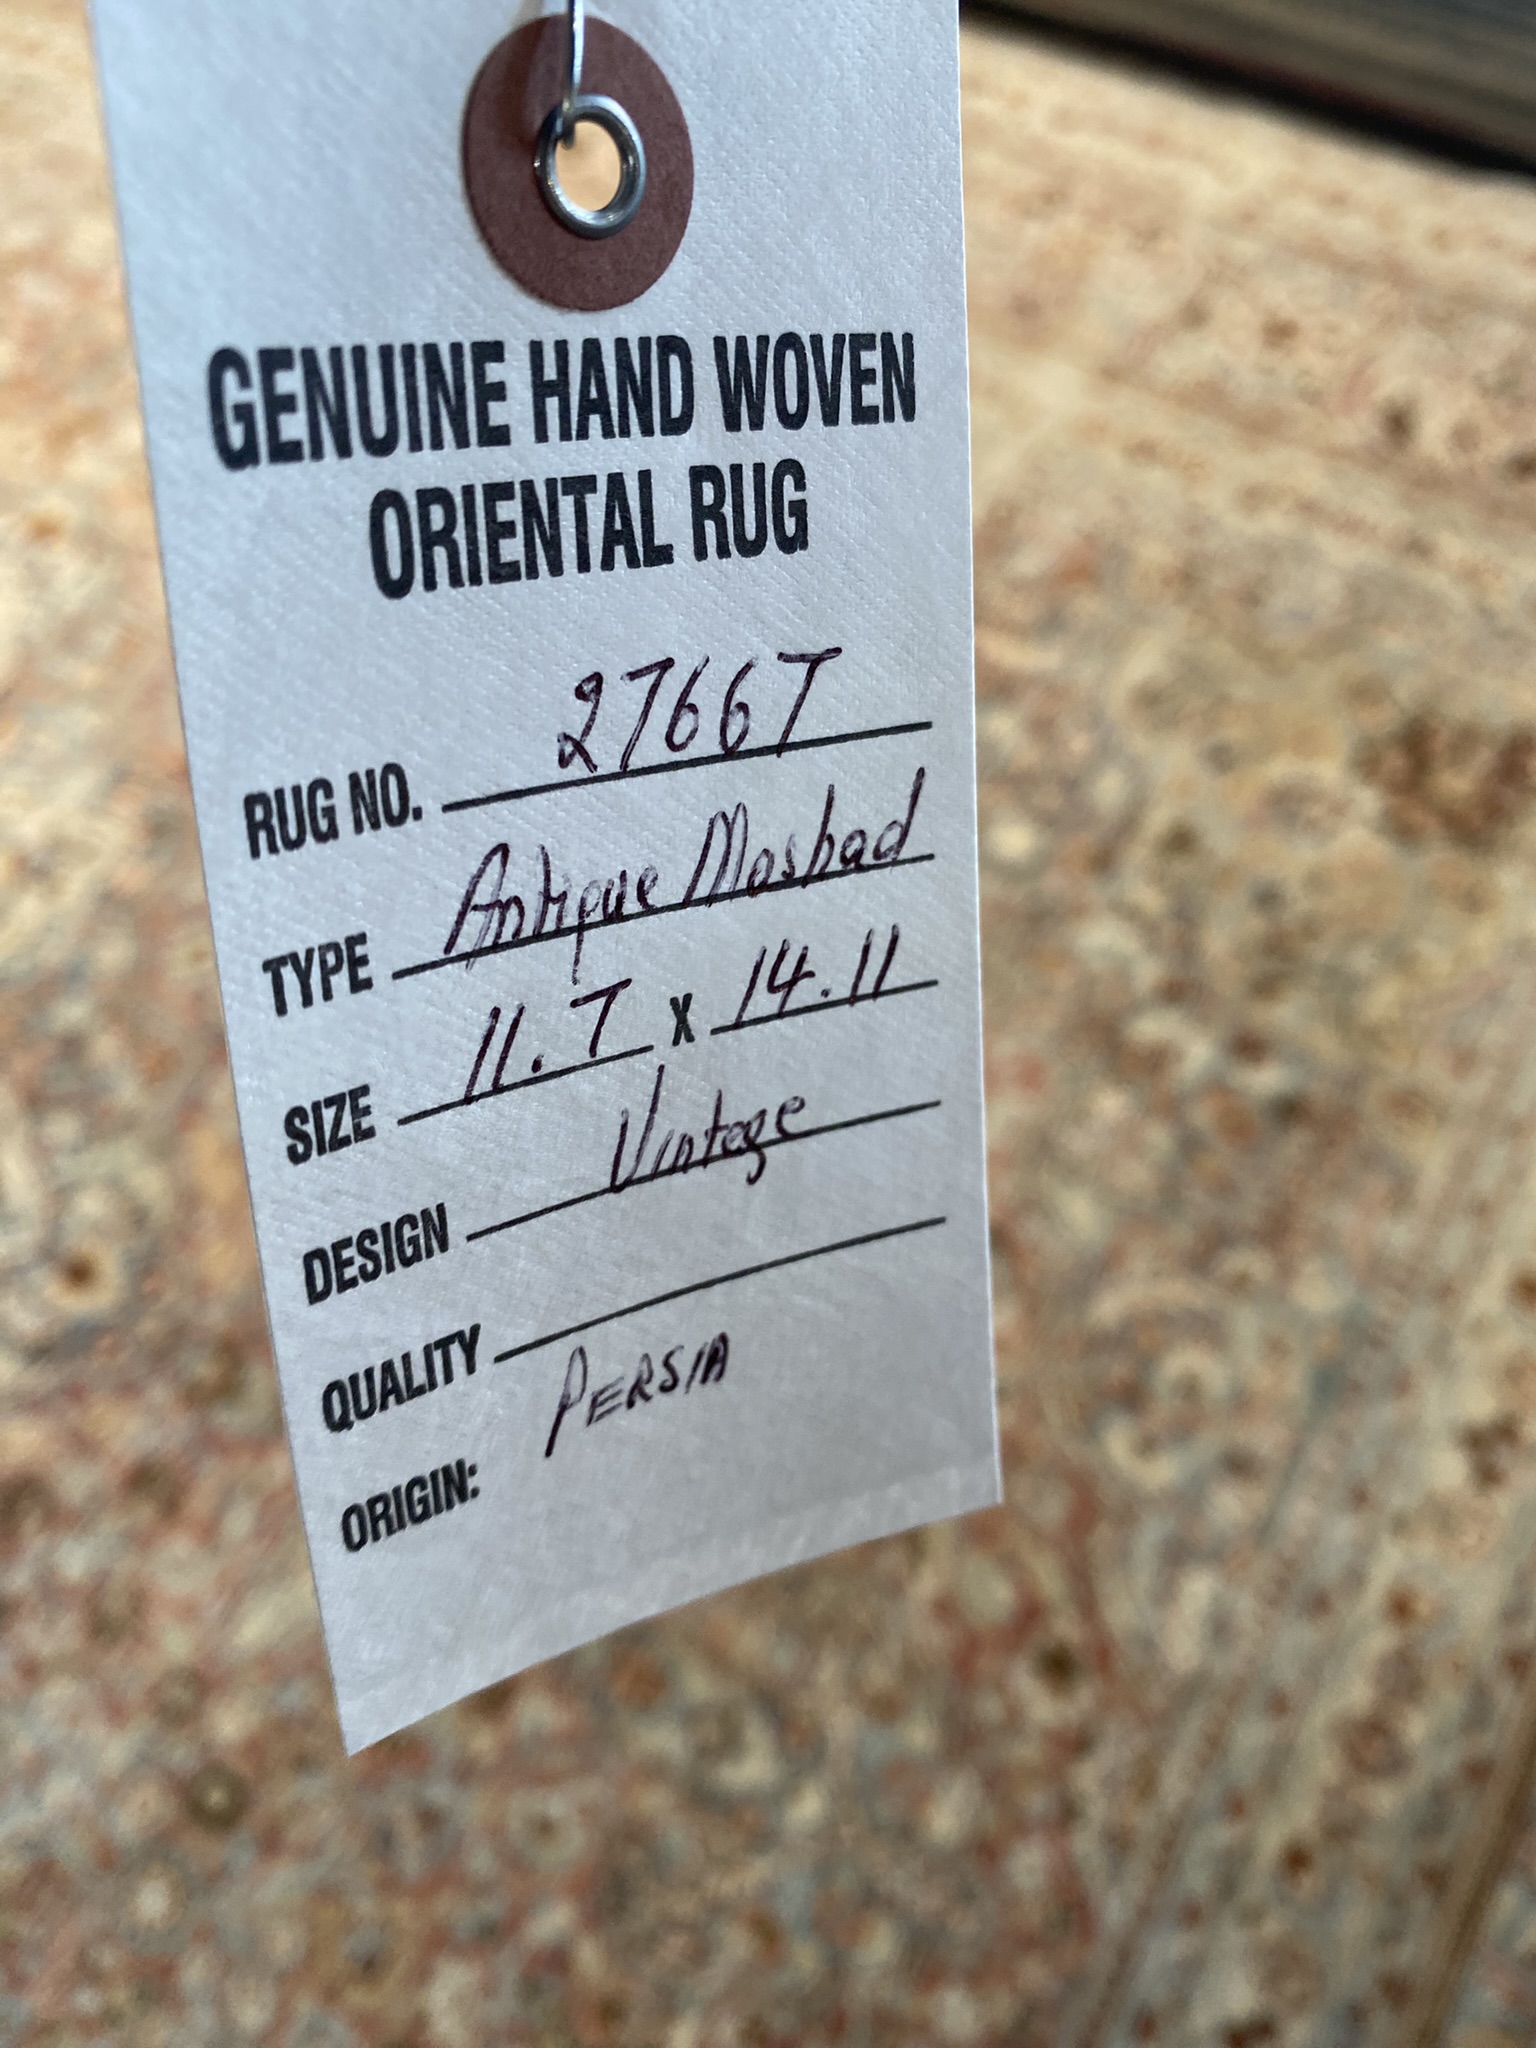 GENUINE HAND WOVEN
ORIENTAL RUG
RUG NO. 27667
TYPE Antique Mashad
SIZE 11.7 X 14.11
DESIGN Vintage
QUALITY
ORIGIN: PERSIA